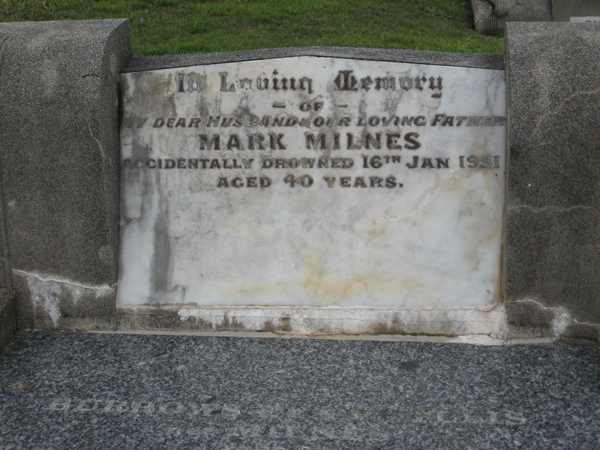 In Loving Memory
- OF -
MY DEAR HUSBAND & OUR LOVING FATHER
MARK MILNES
ACCIDENTALLY DROWNED 16TH JAN 1931
AGED 40 YEARS.